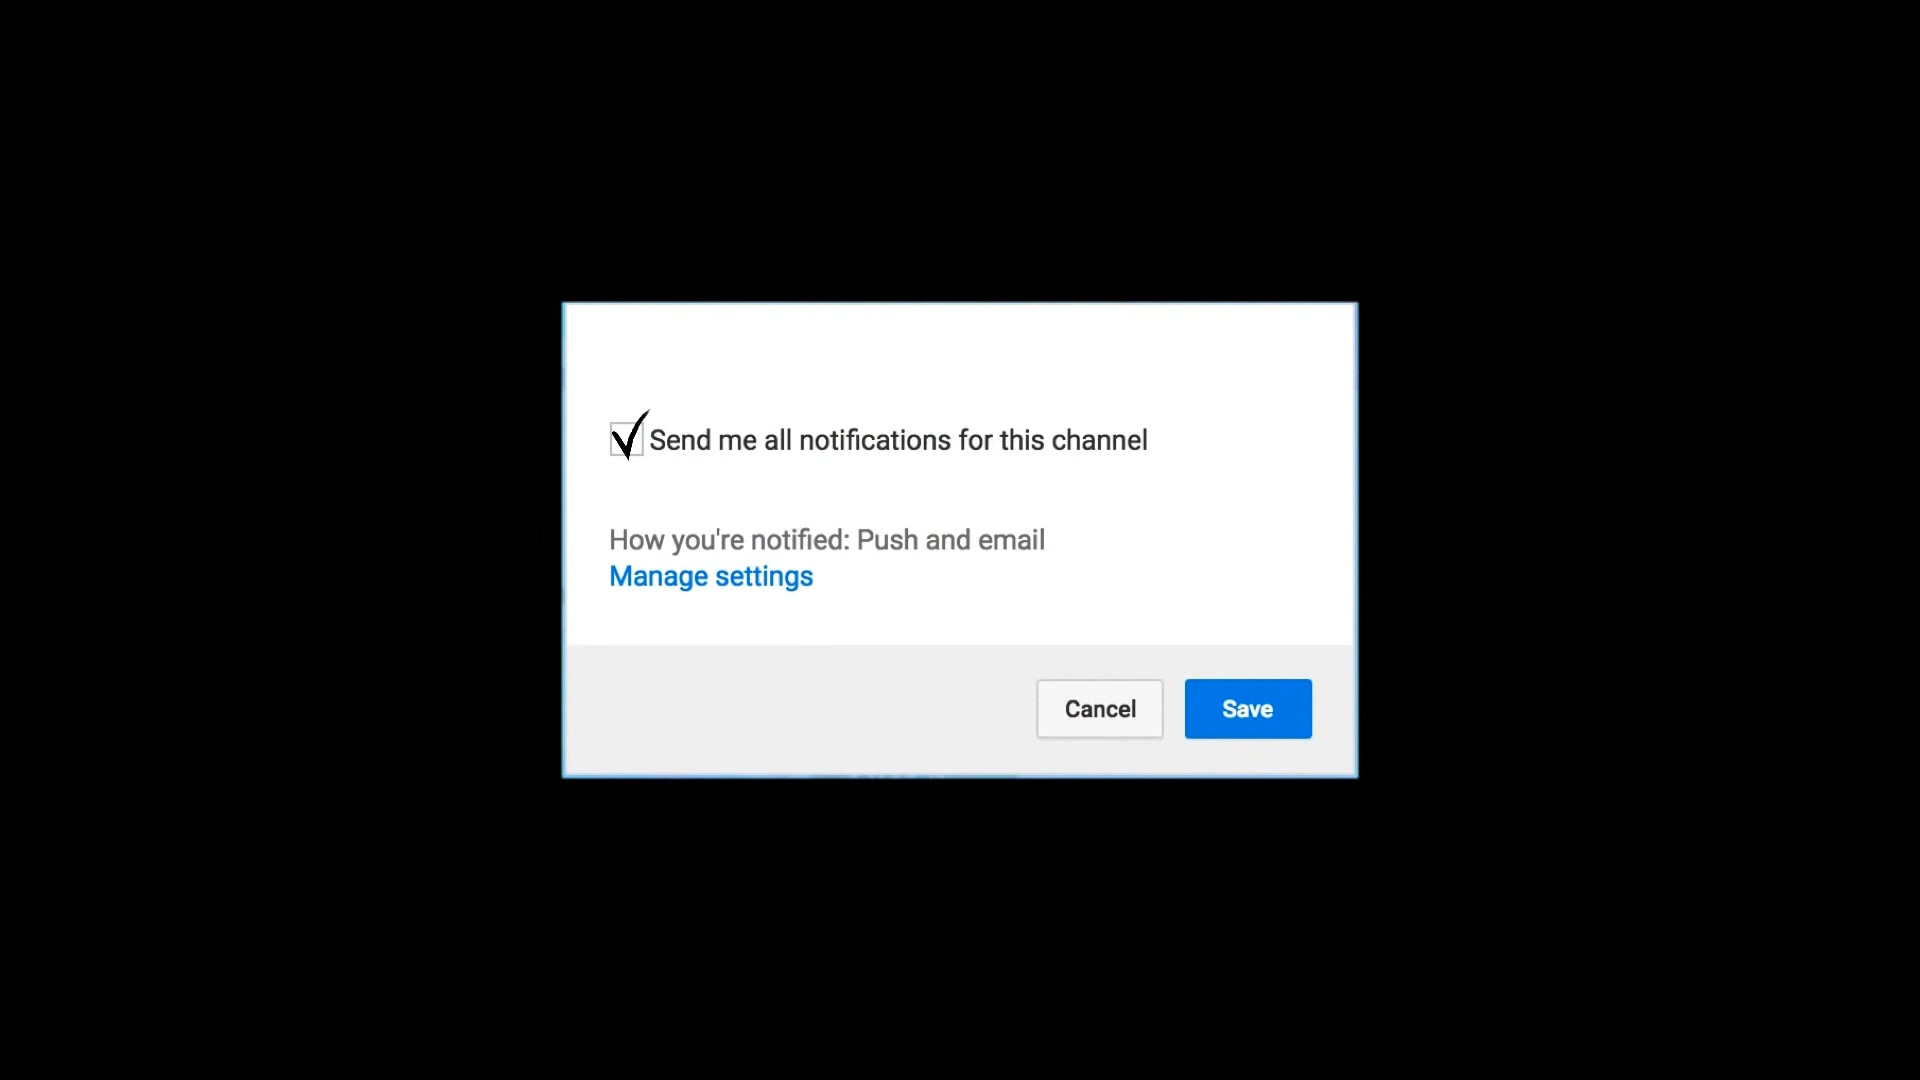 Send me all notifications for this channel
How you're notified: Push and email
Manage settings
Cancel
Save